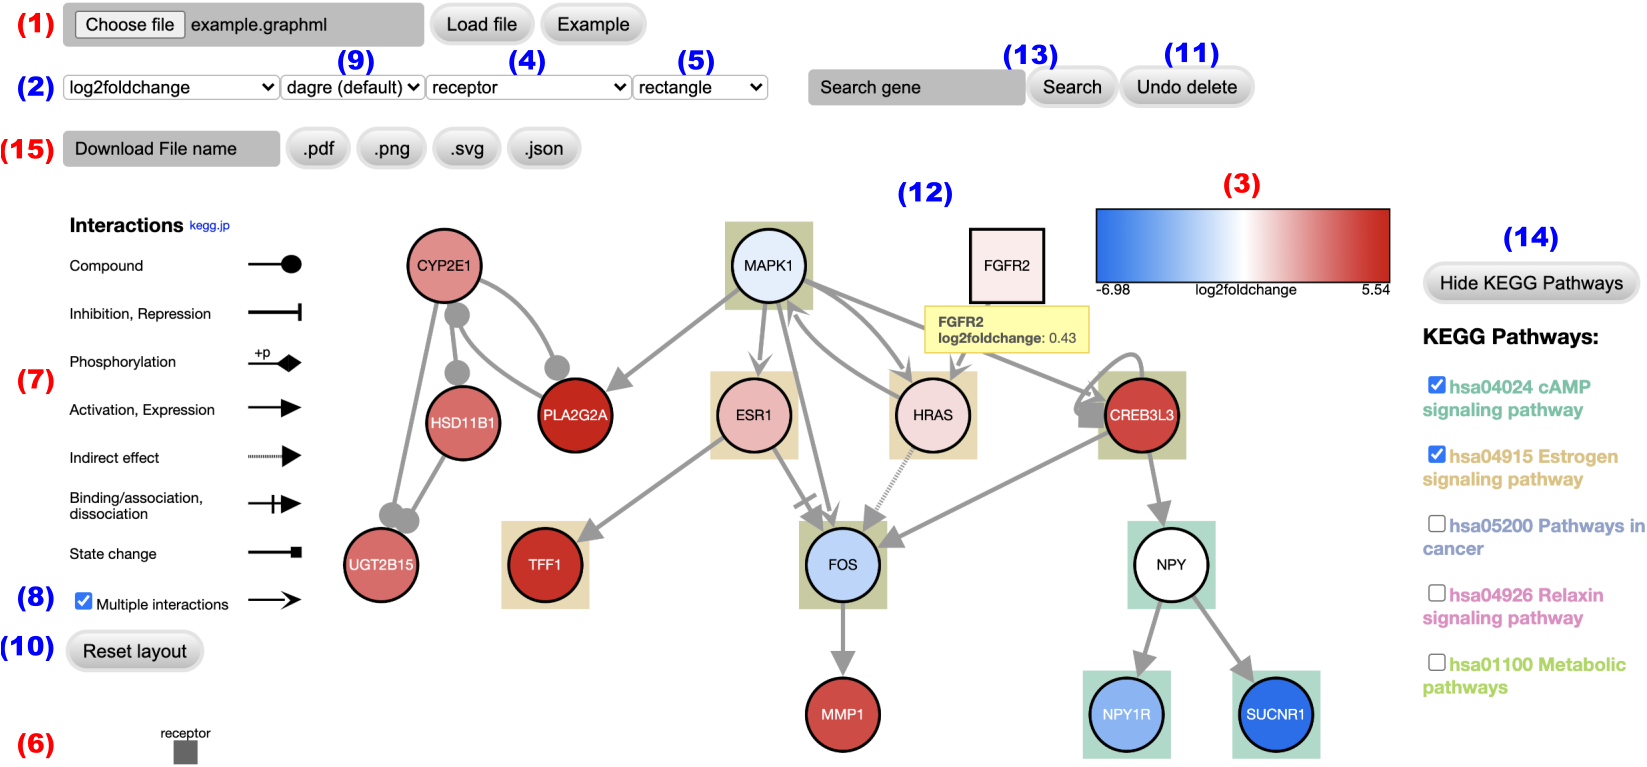 (1) Choose file example.graphml Load file Example
(9) (4) (5) (13) (11)
(2) log2foldchange dagre (default) receptor rectangle Search gene Search Undo delete
(15) Download File name .pdf .png .svg .json
(12) (3)
Interactions kegg.jp
-6.98 log2foldchange 5.54
(14)
Hide KEGG Pathways
KEGG Pathways:
hsa04024 cAMP
signaling pathway
hsa04915 Estrogen
signaling pathway
hsa05200 Pathways in
cancer
hsa04926 Relaxin
signaling pathway
hsa01100 Metabolic
pathways
Compound
Inhibition, Repression
+p
Phosphorylation
(7)
Activation, Expression
Indirect effect
Binding/association,
dissociation
State change
(8) Multiple interactions
(10) Reset layout
(6) receptor
CYP2E1 MAPK1 FGFR2
FGFR2
log2foldchange: 0.43
HSD11B1 PLA2G2A ESR1 HRAS CREB3L3
UGT2B15 TFF1 FOS NPY
MMP1 NPY1R SUCNR1